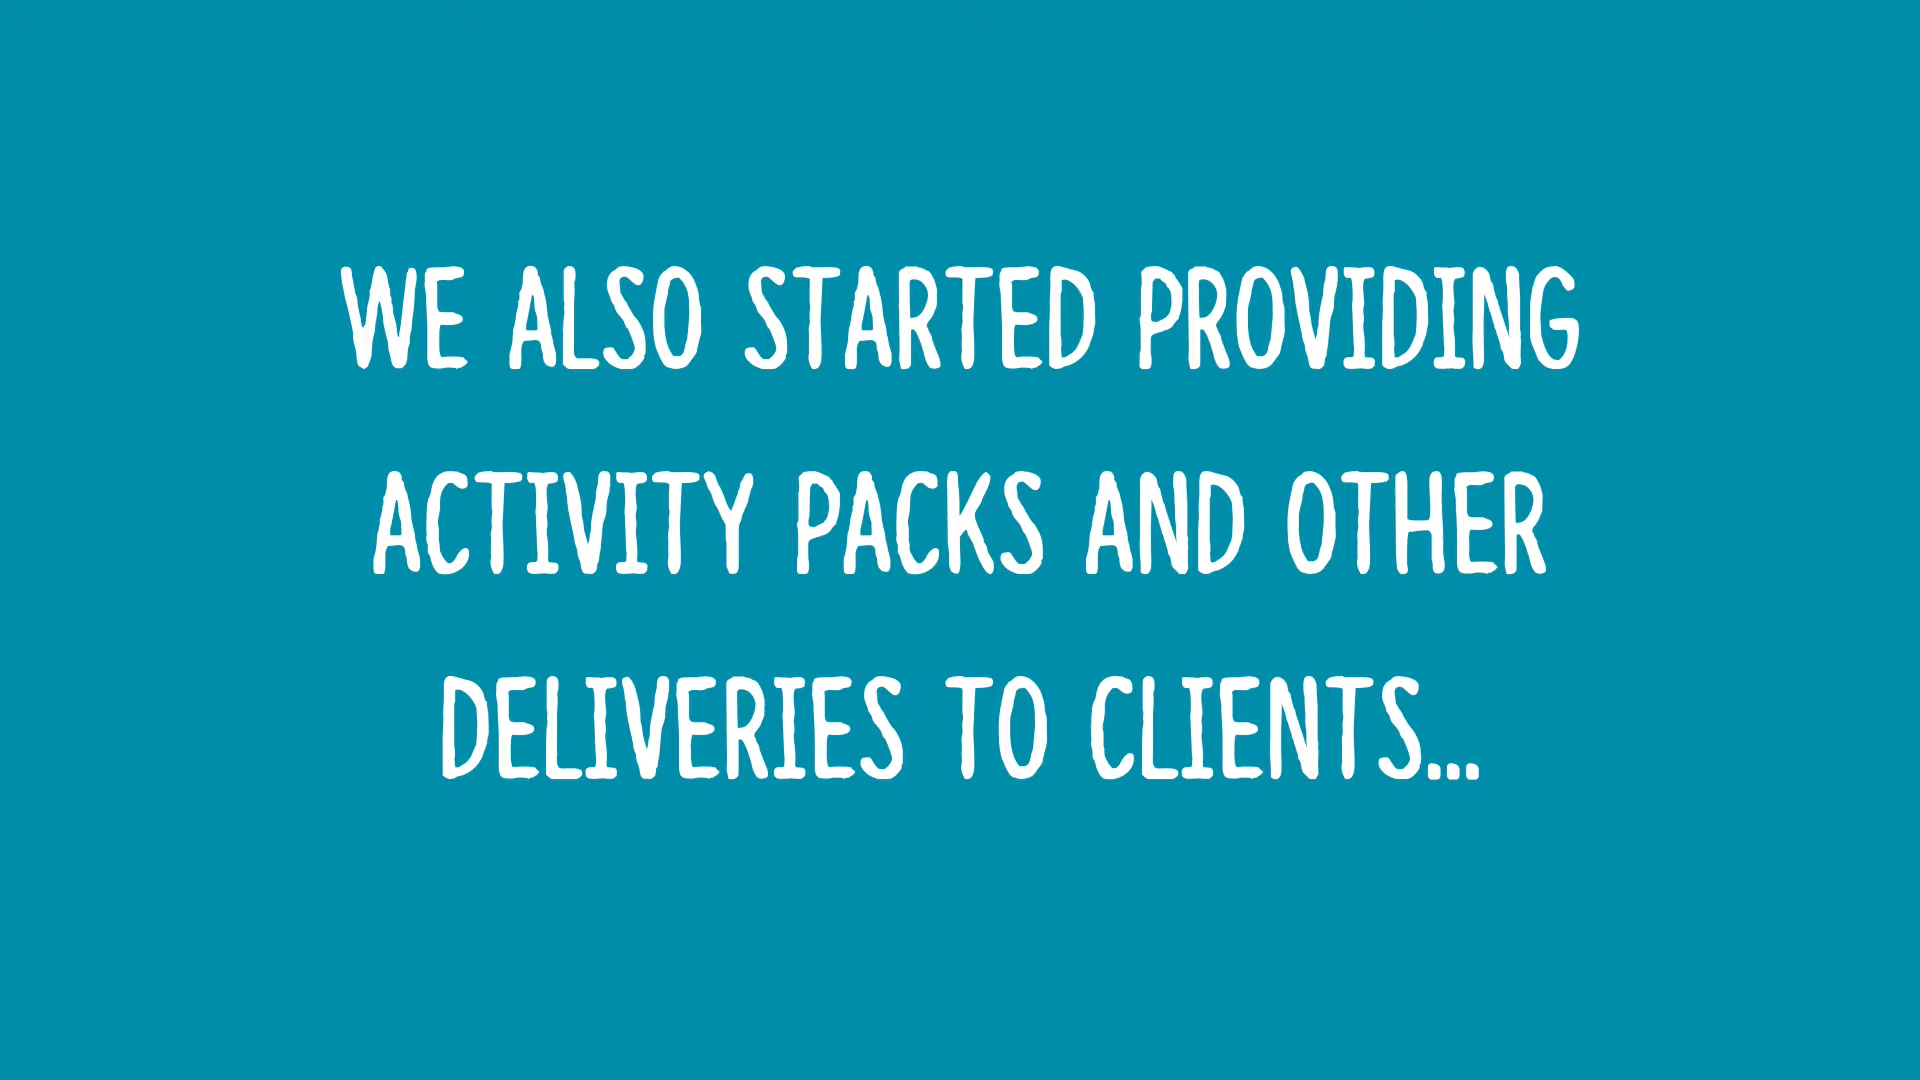 WE ALSO STARTED PROVIDING
ACTIVITY PACKS AND OTHER
DELIVERIES TO CLIENTS...